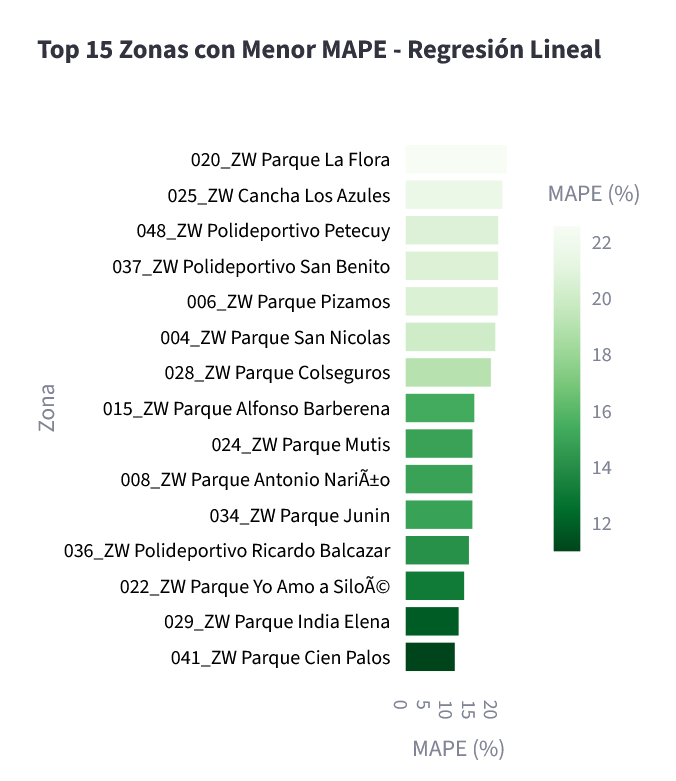 Top 15 Zonas con Menor MAPE - Regresión Lineal
020_ZW Parque La Flora
025_ZW Cancha Los Azules
048_ZW Polideportivo Petecuy
037_ZW Polideportivo San Benito
006_ZW Parque Pizamos
004_ZW Parque San Nicolas
028_ZW Parque Colseguros
015_ZW Parque Alfonso Barberena
024_ZW Parque Mutis
008_ZW Parque Antonio NariÃ±o
034_ZW Parque Junin
036_ZW Polideportivo Ricardo Balcazar
022_ZW Parque Yo Amo a SiloÃ©
029_ZW Parque India Elena
041_ZW Parque Cien Palos
Zona
0
5
10
15
20
MAPE (%)
MAPE (%)
22
20
18
16
14
12